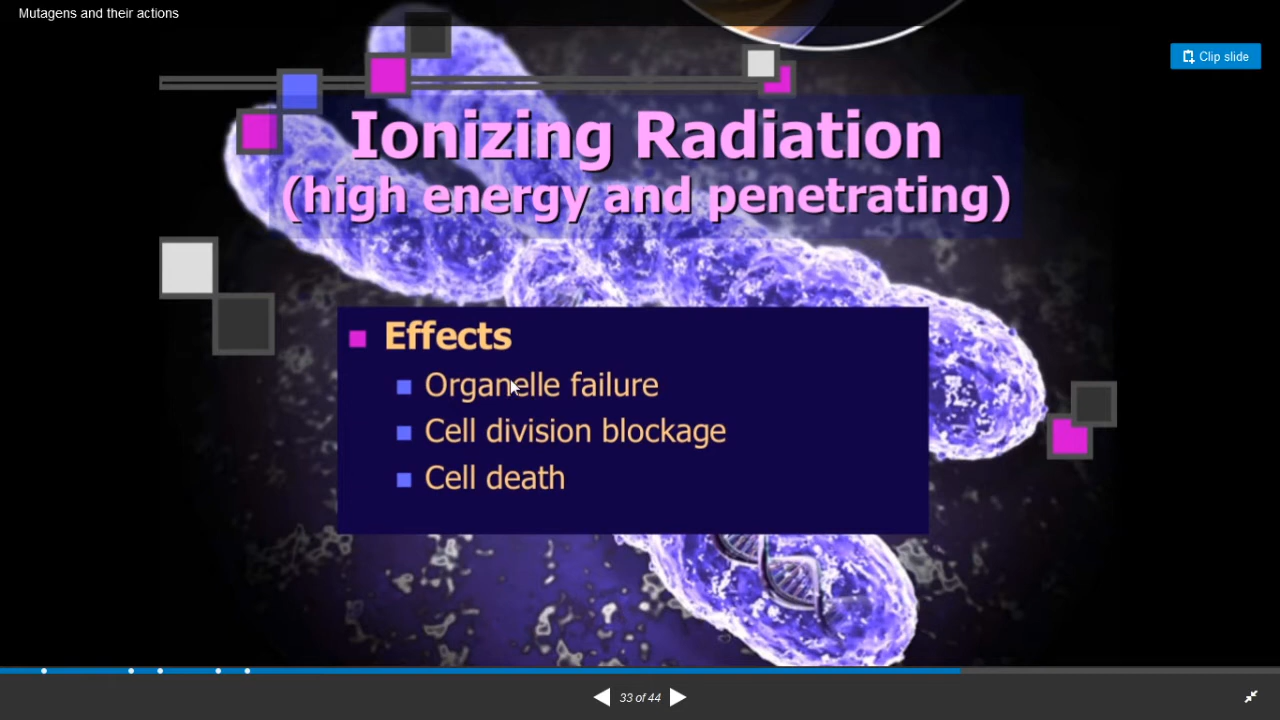 Mutagens and their actions
Clip slide
Ionizing Radiation
(high energy and penetrating)
Effects
Organelle failure
Cell division blockage
Cell death
33 of 44